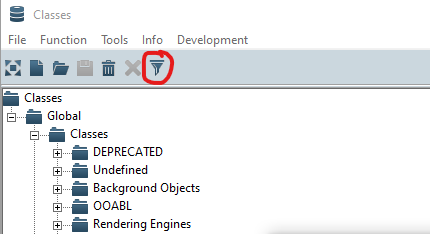 Classes
File Function Tools Info Development
Classes
Global
Classes
DEPRECATED
Undefined
Background Objects
OOABL
Rendering Engines